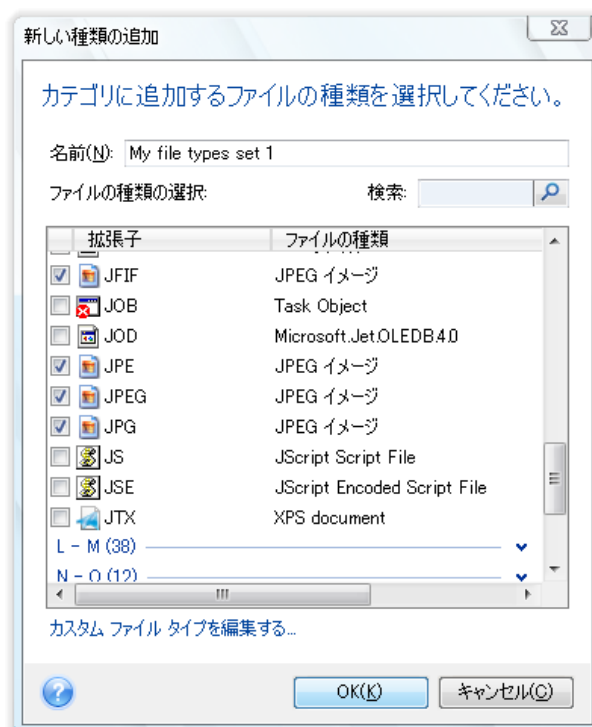 新しい種類の追加
カテゴリに追加するファイルの種類を選択してください。
名前(N): My file types set 1
ファイルの種類の選択: 検索:
拡張子 ファイルの種類
JFIF JPEG イメージ
JOB Task Object
JOD Microsoft.Jet.OLEDB.4.0
JPE JPEG イメージ
JPEG JPEG イメージ
JPG JPEG イメージ
JS JScript Script File
JSE JScript Encoded Script File
JTX XPS document
L - M (38)
N - O (12)
カスタム ファイル タイプを編集する...
OK(K) キャンセル(C)